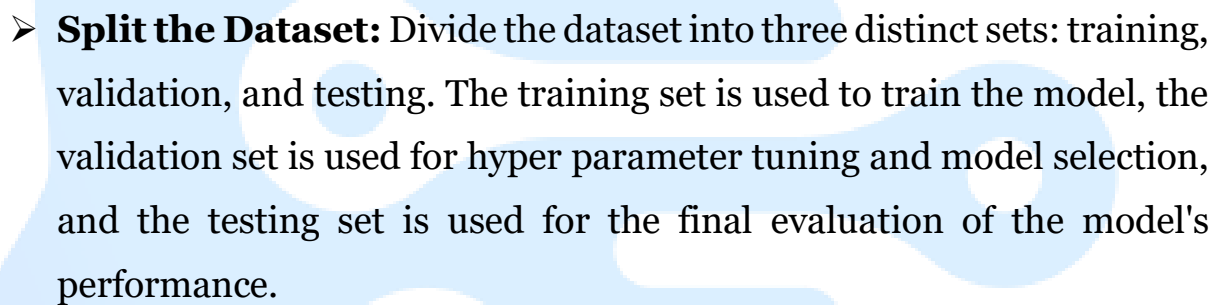 ➢ Split the Dataset: Divide the dataset into three distinct sets: training,
validation, and testing. The training set is used to train the model, the
validation set is used for hyper parameter tuning and model selection,
and the testing set is used for the final evaluation of the model's
performance.